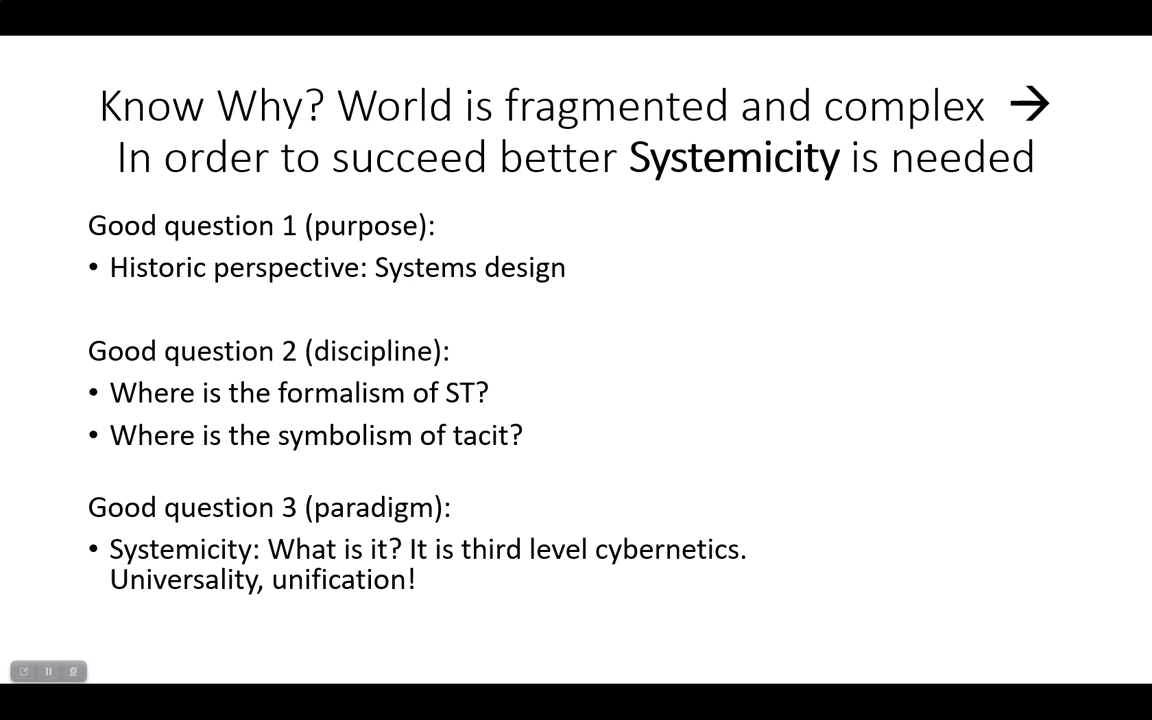 Know Why? World is fragmented and complex →
In order to succeed better Systemicity is needed
Good question 1 (purpose):
• Historic perspective: Systems design
Good question 2 (discipline):
• Where is the formalism of ST?
• Where is the symbolism of tacit?
Good question 3 (paradigm):
• Systemicity: What is it? It is third level cybernetics.
Universality, unification!